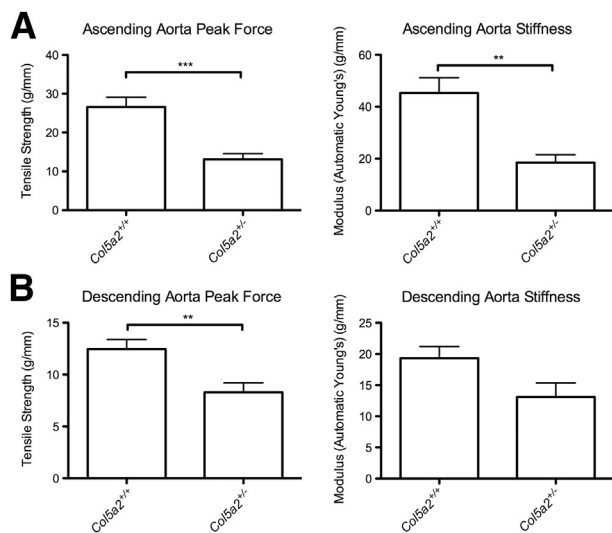 A
Ascending Aorta Peak Force
***
Tensile Strength (g/mm)
40
30
20
10
0
Col5a2+/+
Col5a2+/-
Ascending Aorta Stiffness
**
Modulus (Automatic Young's) (g/mm)
60
40
20
0
Col5a2+/+
Col5a2+/-
B
Descending Aorta Peak Force
**
Tensile Strength (g/mm)
15
10
5
0
Col5a2+/+
Col5a2+/-
Descending Aorta Stiffness
Modulus (Automatic Young's) (g/mm)
25
20
15
10
5
0
Col5a2+/+
Col5a2+/-